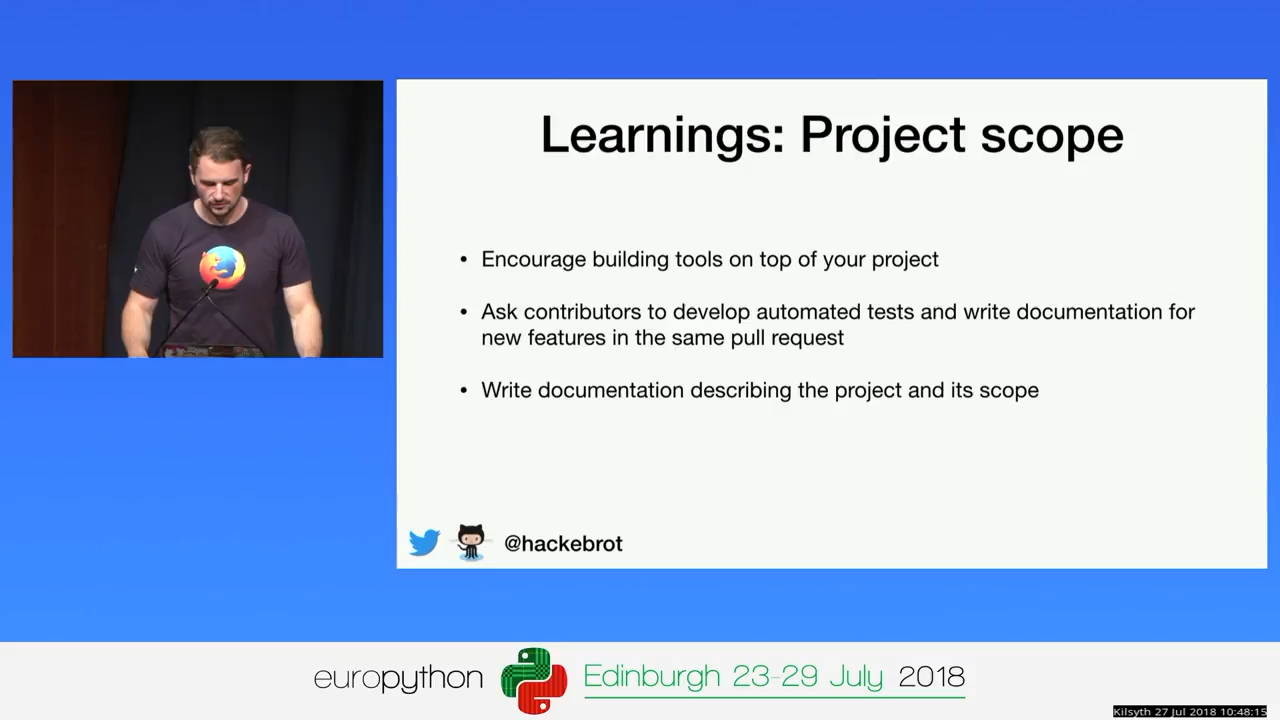 Learnings: Project scope
• Encourage building tools on top of your project
• Ask contributors to develop automated tests and write documentation for
new features in the same pull request
• Write documentation describing the project and its scope
@hackebrot
europython Edinburgh 23-29 July 2018
Kilsyth 27 Jul 2018 10:48:15